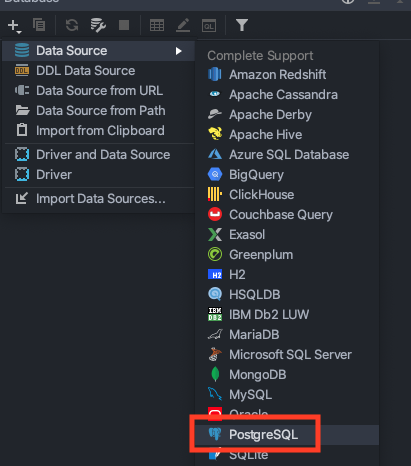 Database
Data Source
DDL Data Source
Data Source from URL
Data Source from Path
Import from Clipboard
Driver and Data Source
Driver
Import Data Sources...
Complete Support
Amazon Redshift
Apache Cassandra
Apache Derby
Apache Hive
Azure SQL Database
BigQuery
ClickHouse
Couchbase Query
Exasol
Greenplum
H2 H2
HSQLDB
IBM DB2 IBM Db2 LUW
MariaDB
Microsoft SQL Server
MongoDB
MySQL
Oracle
PostgreSQL
SQLite